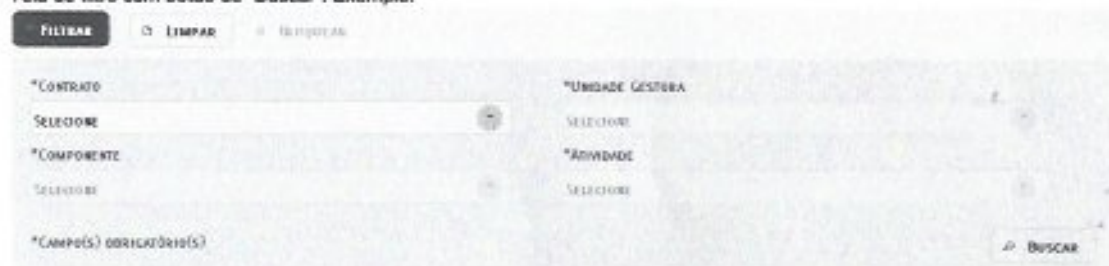 FILTRAR LIMPAR
*CONTRATO *UNIDADE GESTORA
SELECIONE SELECIONE
*COMPONENTE *ATIVIDADE
SELECIONE SELECIONE
*CAMPO(S) OBRIGATÓRIO(S) BUSCAR